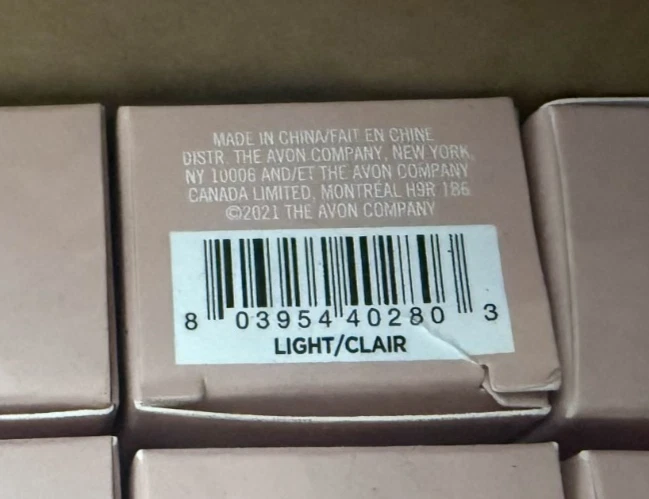 MADE IN CHINA/FAIT EN CHINE
DISTR. THE AVON COMPANY, NEW YORK,
NY 10006 AND/ET THE AVON COMPANY
CANADA LIMITED, MONTRÉAL H9R 1B6
©2021 THE AVON COMPANY
8 03954 40280 3
LIGHT/CLAIR